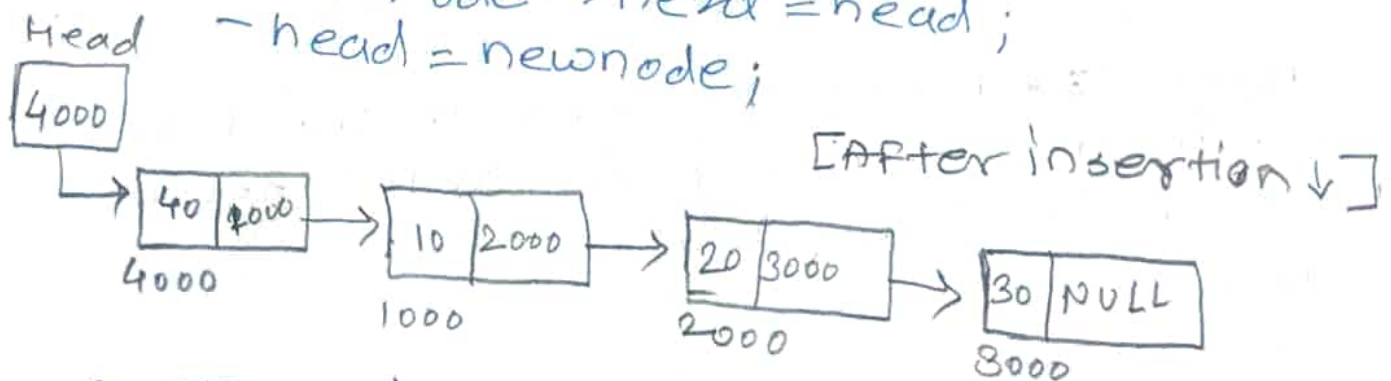 = head;
Head
- head = newnode;
4000
[After insertion ↓]
40 1000
10 2000
20 3000
30 NULL
4000
1000
2000
3000